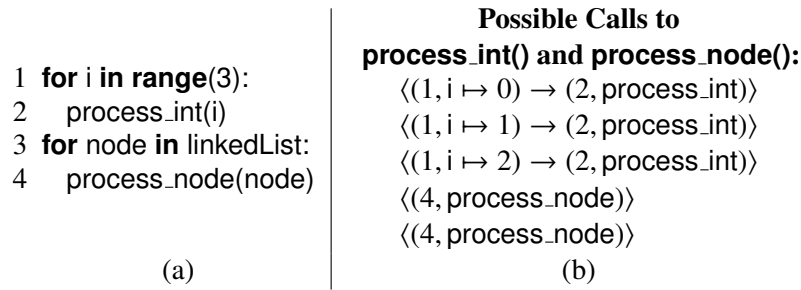 1 for i in range(3):
2 process_int(i)
3 for node in linkedList:
4 process_node(node)
(a)
Possible Calls to
process_int() and process_node():
⟨(1, i ↦ 0) → (2, process_int)⟩
⟨(1, i ↦ 1) → (2, process_int)⟩
⟨(1, i ↦ 2) → (2, process_int)⟩
⟨(4, process_node)⟩
⟨(4, process_node)⟩
(b)